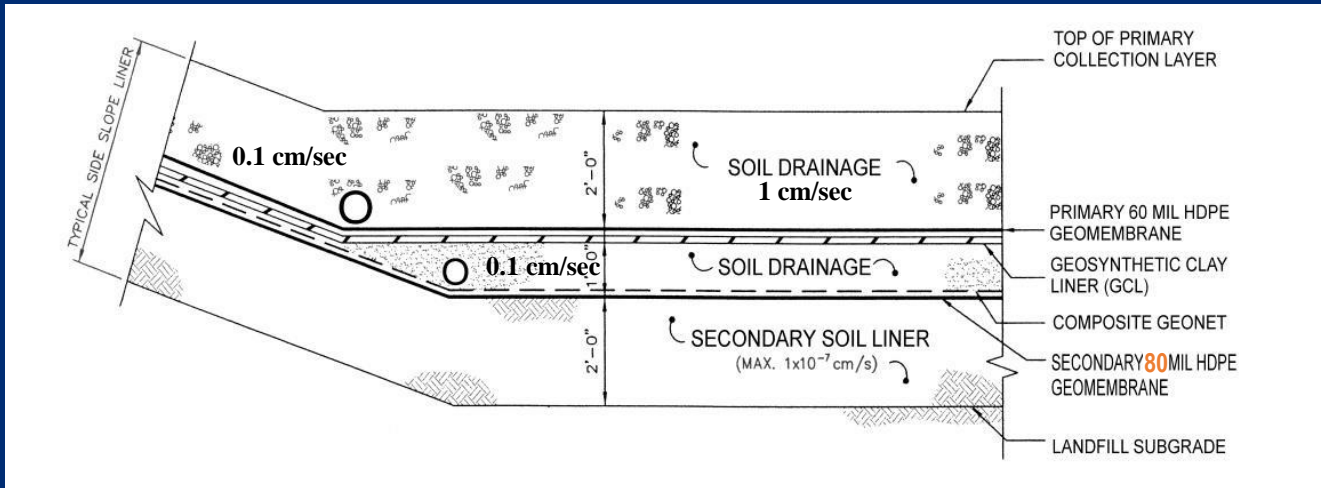 TOP OF PRIMARY
COLLECTION LAYER
TYPICAL SIDE SLOPE LINER
0.1 cm/sec
2'-0"
SOIL DRAINAGE
1 cm/sec
PRIMARY 60 MIL HDPE
GEOMEMBRANE
GEOSYNTHETIC CLAY
LINER (GCL)
0.1 cm/sec
SOIL DRAINAGE
COMPOSITE GEONET
2'-0"
SECONDARY SOIL LINER
(MAX. 1x10⁻⁷ cm/s)
SECONDARY 80 MIL HDPE
GEOMEMBRANE
LANDFILL SUBGRADE